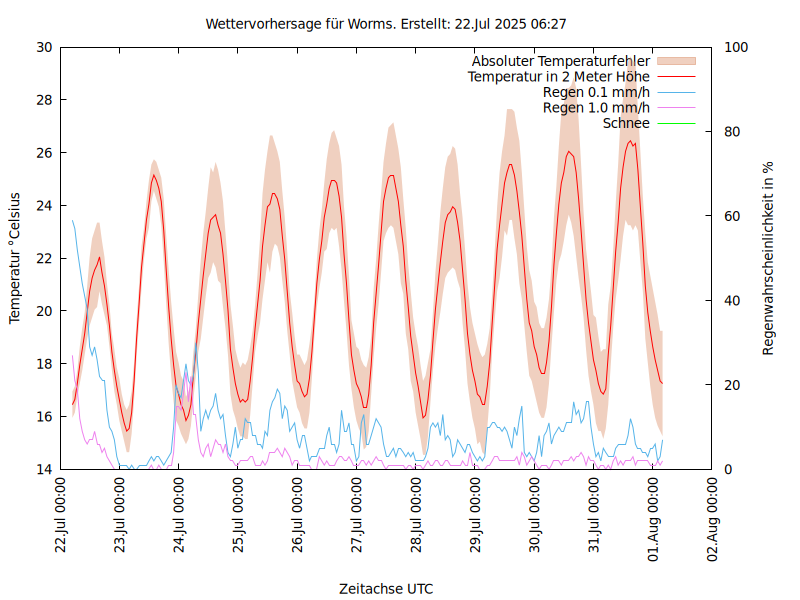 Wettervorhersage für Worms. Erstellt: 22.Jul 2025 06:27
Absoluter Temperaturfehler
Temperatur in 2 Meter Höhe
Regen 0.1 mm/h
Regen 1.0 mm/h
Schnee
Temperatur °Celsius
30
28
26
24
22
20
18
16
14
Regenwahrscheinlichkeit in %
100
80
60
40
20
0
22.Jul 00:00
23.Jul 00:00
24.Jul 00:00
25.Jul 00:00
26.Jul 00:00
27.Jul 00:00
28.Jul 00:00
29.Jul 00:00
30.Jul 00:00
31.Jul 00:00
01.Aug 00:00
02.Aug 00:00
Zeitachse UTC